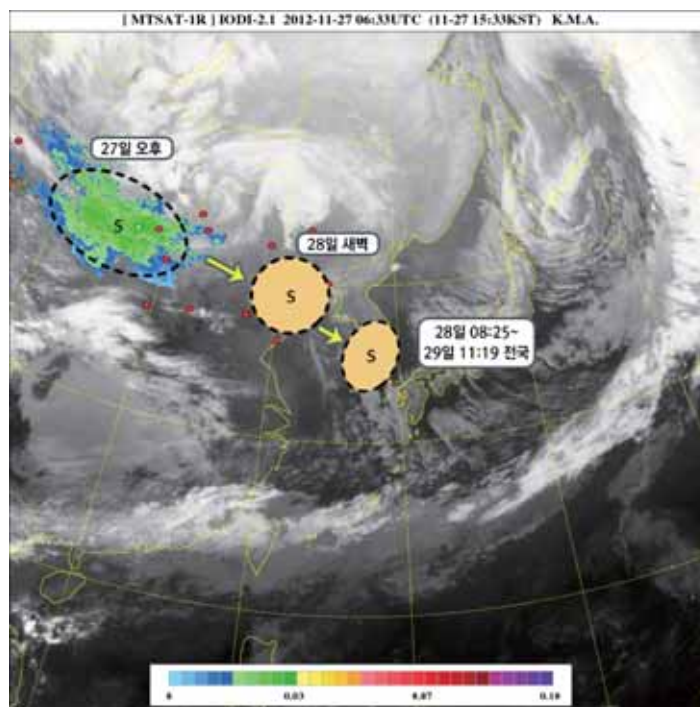 [ MTSAT-1R ] IODI-2.1 2012-11-27 06:33UTC (11-27 15:33KST) K.M.A.
27일 오후
S
28일 새벽
S
28일 08:25~
29일 11:19 전국
S
0 0.03 0.07 0.10